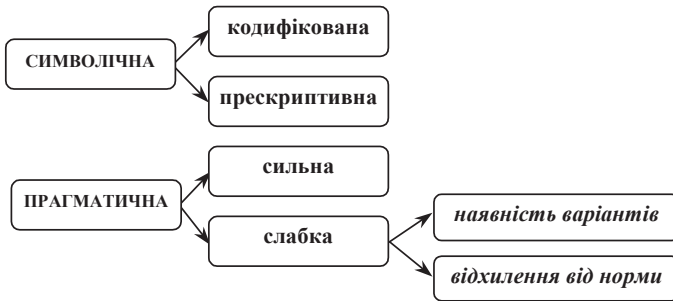 СИМВОЛІЧНА
кодифікована
прескриптивна
ПРАГМАТИЧНА
сильна
слабка
наявність варіантів
відхилення від норми